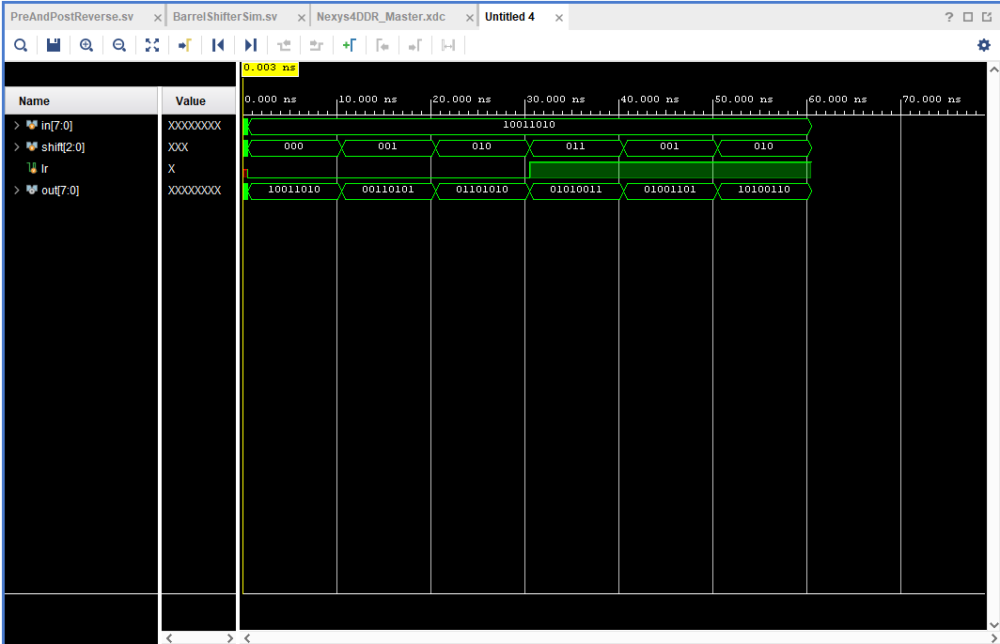 PreAndPostReverse.sv × BarrelShifterSim.sv × Nexys4DDR_Master.xdc × Untitled 4 × ?
0.003 ns
0.000 ns 10.000 ns 20.000 ns 30.000 ns 40.000 ns 50.000 ns 60.000 ns 70.000 ns
Name Value
in[7:0] XXXXXXXX 10011010
shift[2:0] XXX 000 001 010 011 001 010
lr X
out[7:0] XXXXXXXX 10011010 00110101 01101010 01010011 01001101 10100110